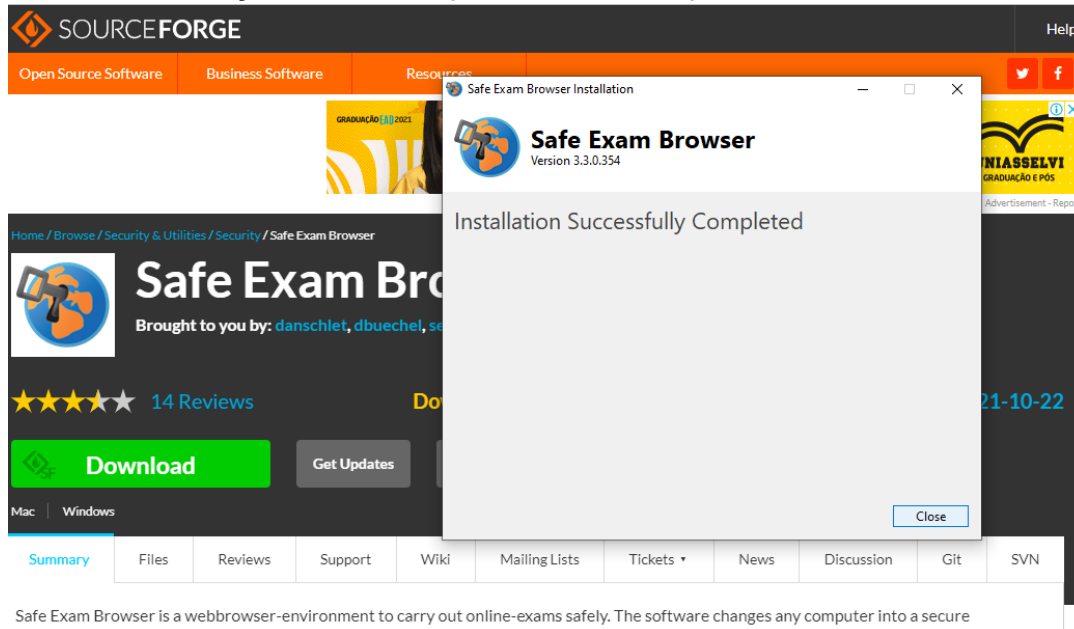 SOURCEFORGE
Help
Open Source Software
Business Software
Resources
GRADUAÇÃO EAD 2021
UNIASSELVI
GRADUAÇÃO E PÓS
Advertisement - Repo
Safe Exam Browser Installation
Safe Exam Browser
Version 3.3.0.354
Installation Successfully Completed
Close
Home / Browse / Security & Utilities / Security / Safe Exam Browser
Safe Exam Bro
Brought to you by: danschlet, dbuechel, se
14 Reviews
Do
21-10-22
SF
Download
Get Updates
Mac
Windows
Summary
Files
Reviews
Support
Wiki
Mailing Lists
Tickets
News
Discussion
Git
SVN
Safe Exam Browser is a webbrowser-environment to carry out online-exams safely. The software changes any computer into a secure